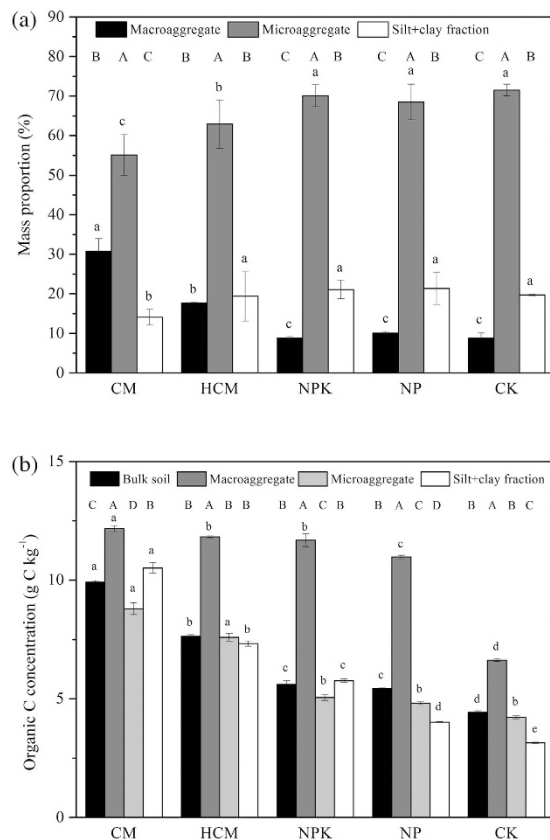 (a)
Macroaggregate Microaggregate Silt+clay fraction
B A C B A B C A B C A B C A B
a c b
b b a
c a a
c a a
c a a
90
80
70
60
50
40
30
20
10
0
Mass proportion (%)
CM HCM NPK NP CK
(b)
Bulk soil Macroaggregate Microaggregate Silt+clay fraction
C A D B B A B B B A C B B A C D B A B C
a a a a
b b a b
c b b c
c c b d
d d b e
15
10
5
0
Organic C concentration (g C kg⁻¹)
CM HCM NPK NP CK